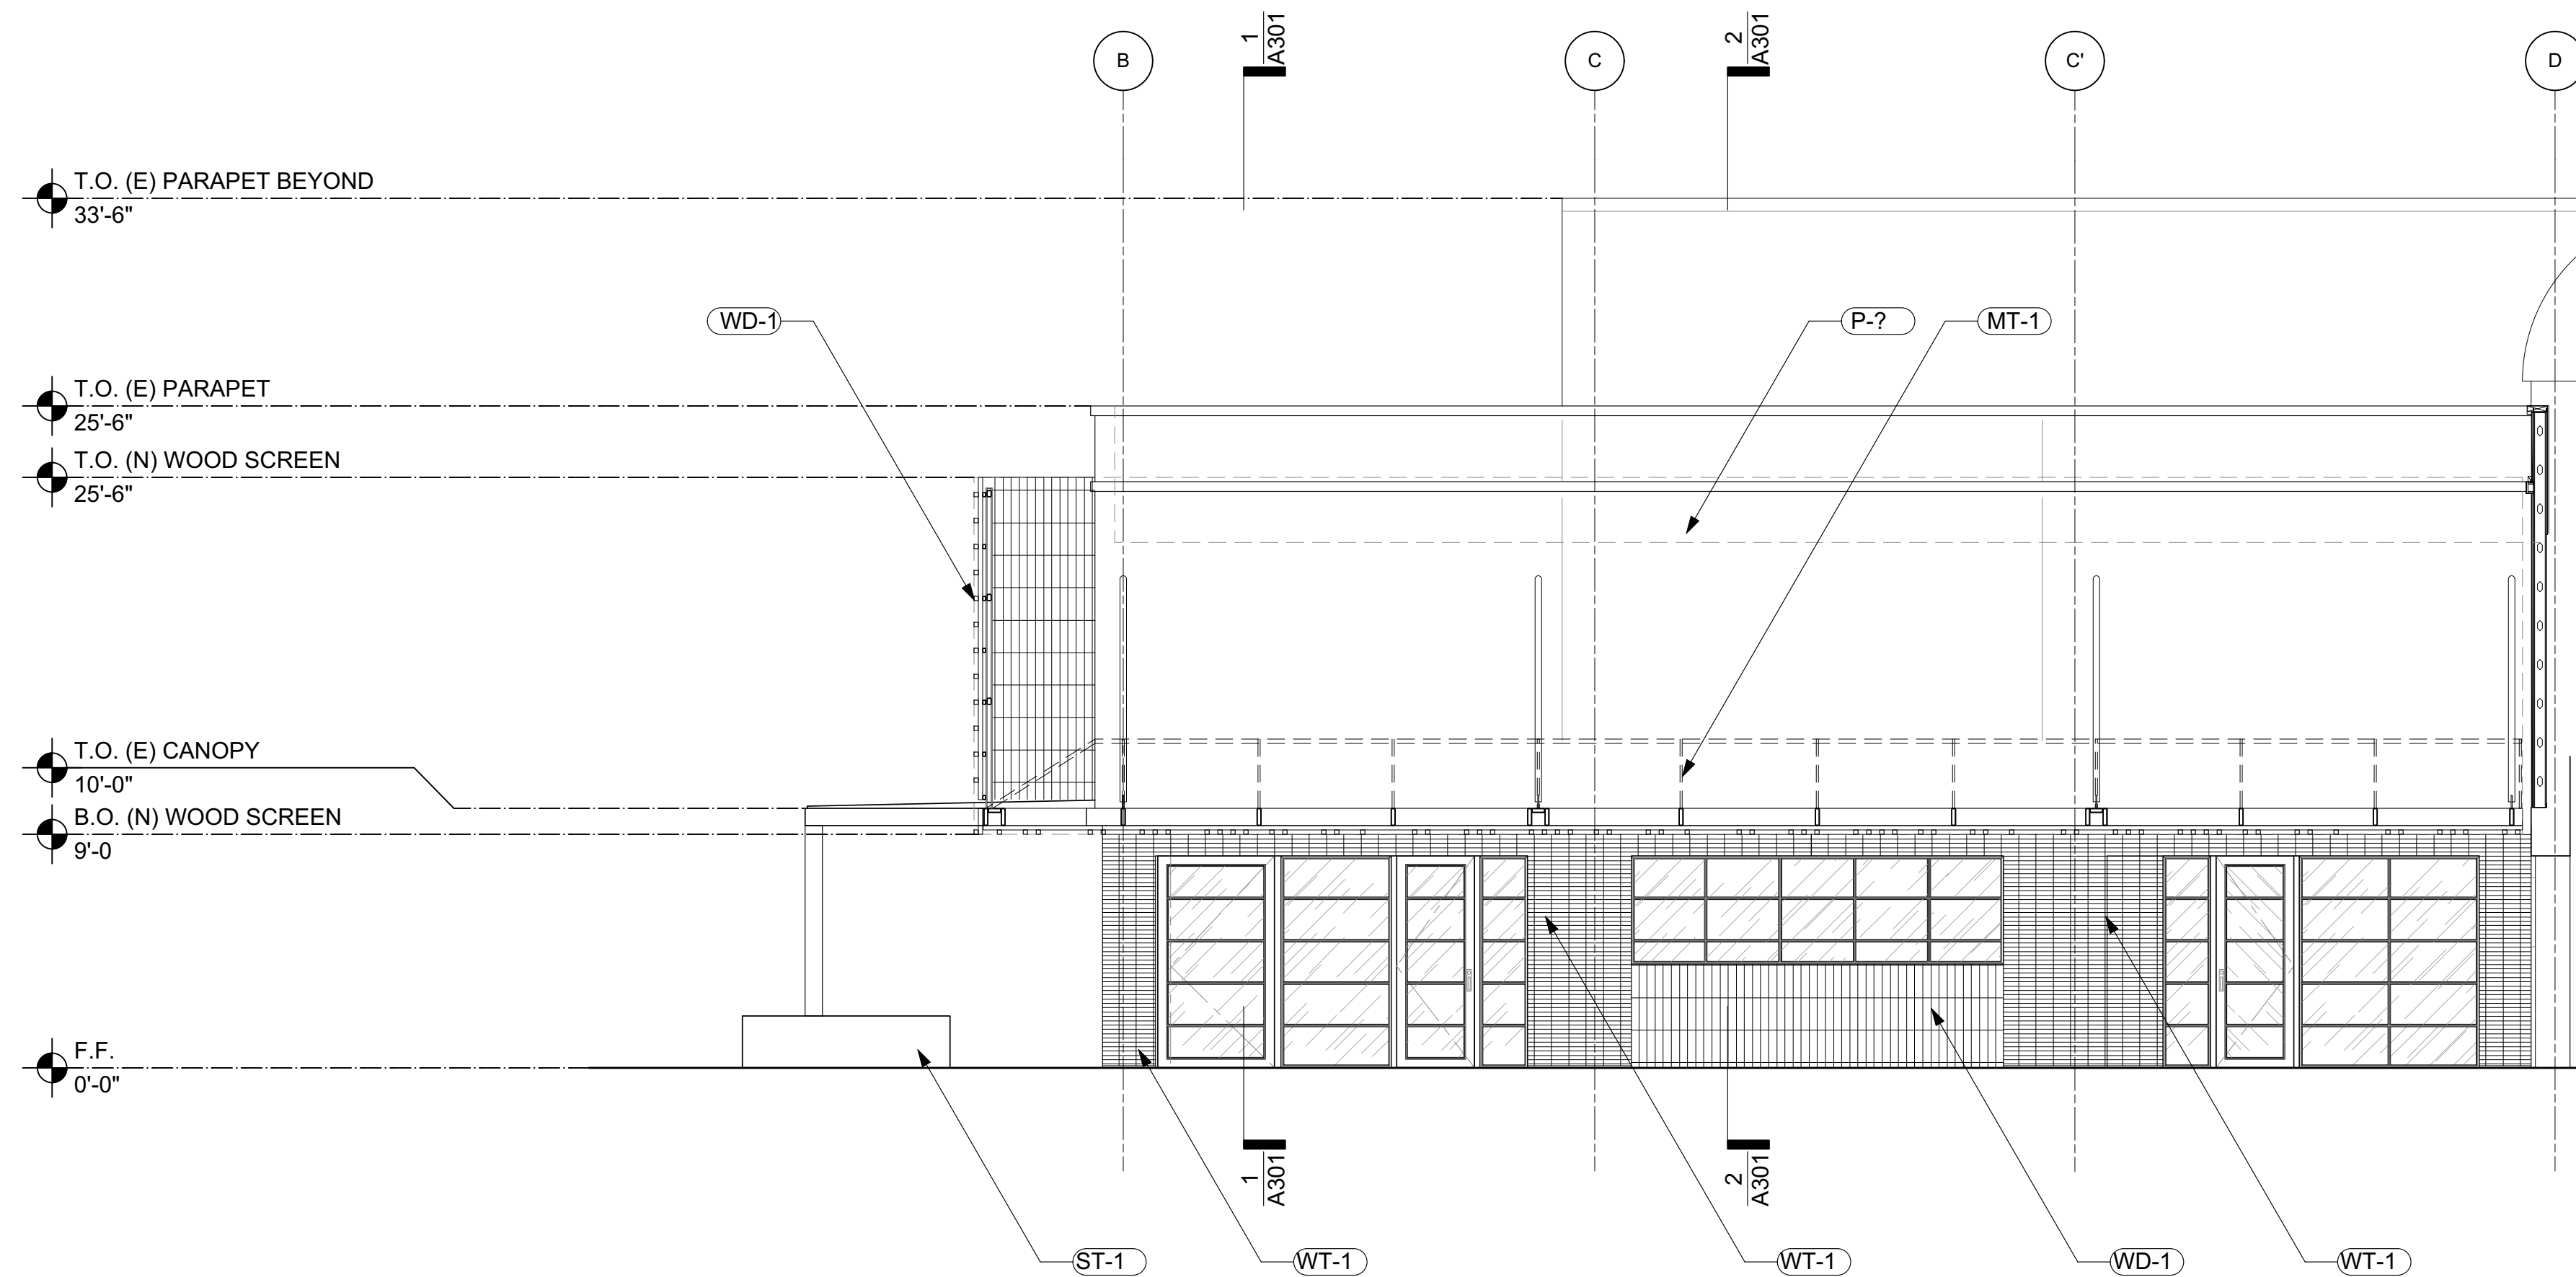 B
1
A301
C
2
A301
C'
D
T.O. (E) PARAPET BEYOND
33'-6"
WD-1
P-?
MT-1
T.O. (E) PARAPET
25'-6"
T.O. (N) WOOD SCREEN
25'-6"
T.O. (E) CANOPY
10'-0"
B.O. (N) WOOD SCREEN
9'-0
F.F.
0'-0"
1
A301
2
A301
ST-1
WT-1
WT-1
WD-1
WT-1